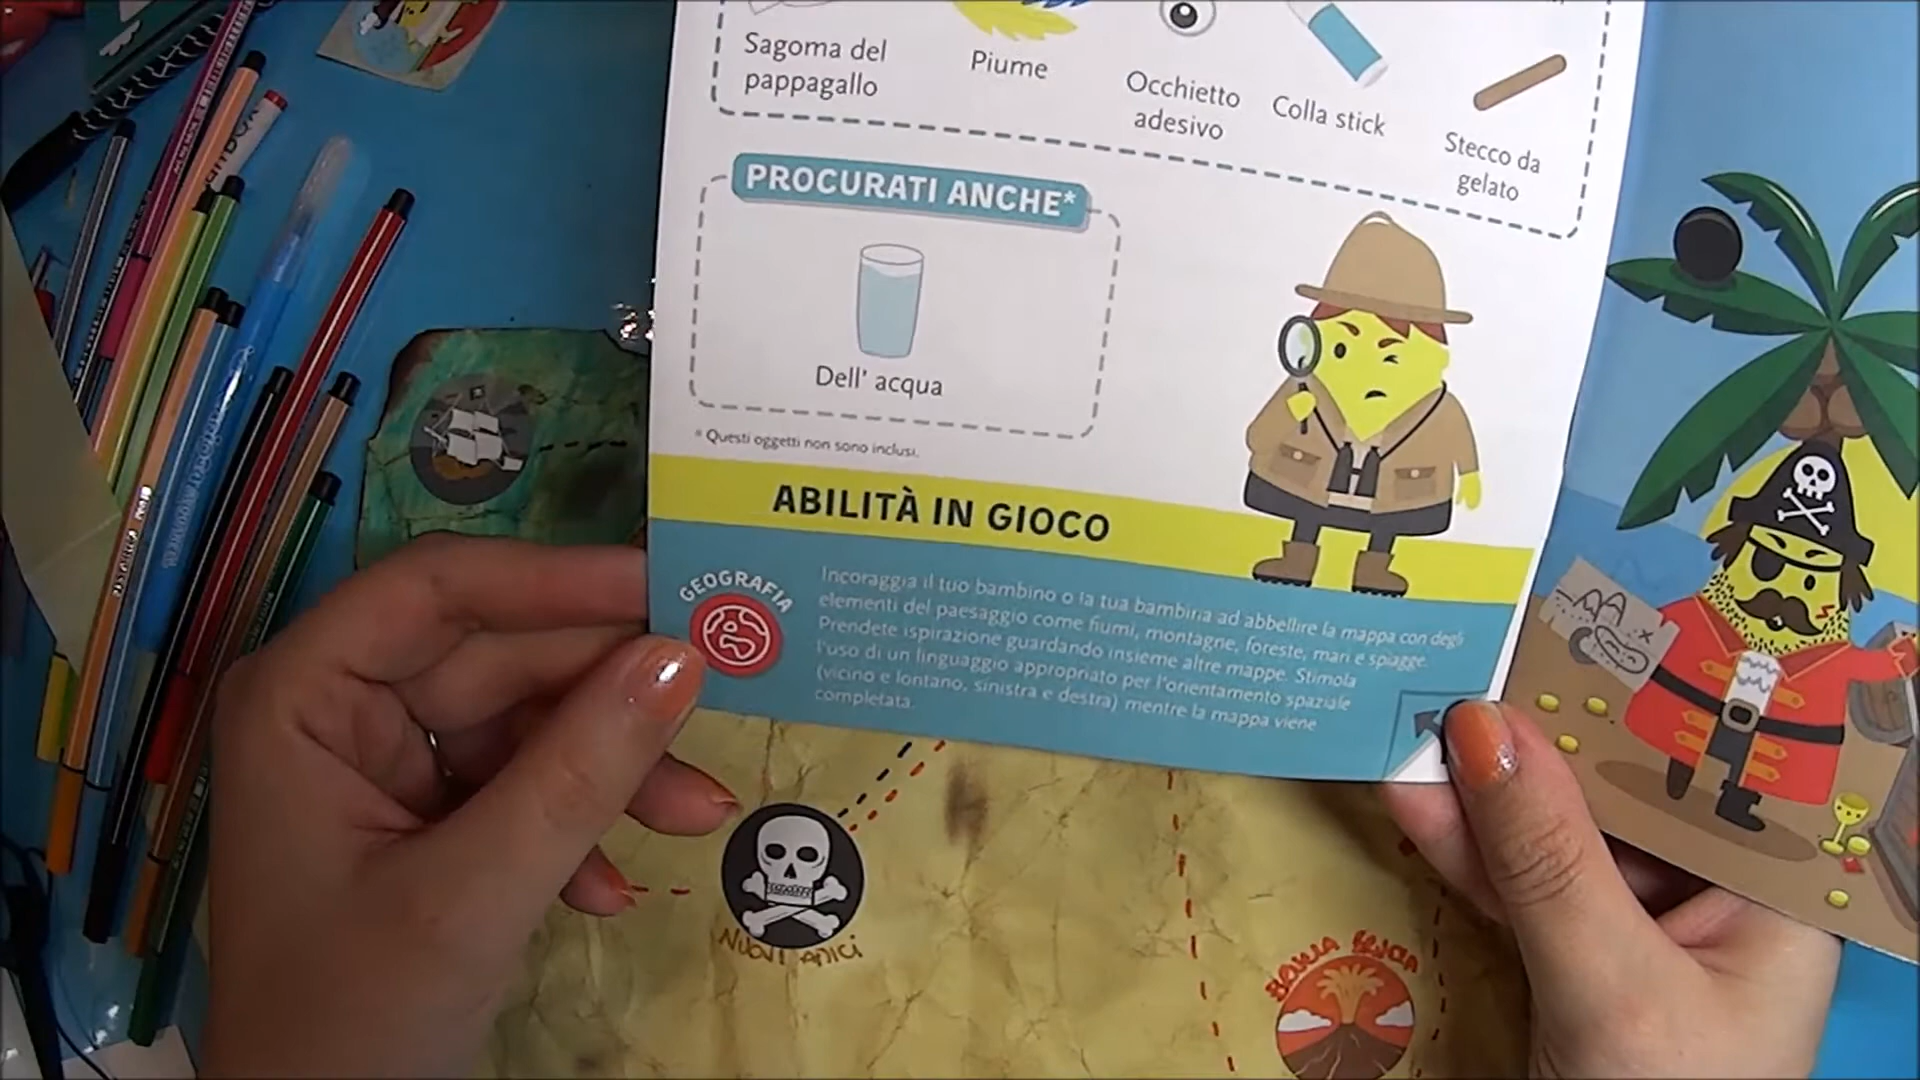 Sagoma del
pappagallo
Piume
Occhietto
adesivo
Colla stick
Stecco da
gelato
PROCURATI ANCHE*
Dell' acqua
* Questi oggetti non sono inclusi.
ABILITÀ IN GIOCO
GEOGRAFIA
Incoraggia il tuo bambino o la tua bambina ad abbellire la mappa con degli
elementi del paesaggio come fiumi, montagne, foreste, mari e spiagge.
Prendete ispirazione guardando insieme altre mappe. Stimola
l'uso di un linguaggio appropriato per l'orientamento spaziale
(vicino e lontano, sinistra e destra) mentre la mappa viene
completata.
NUOVI AMICI